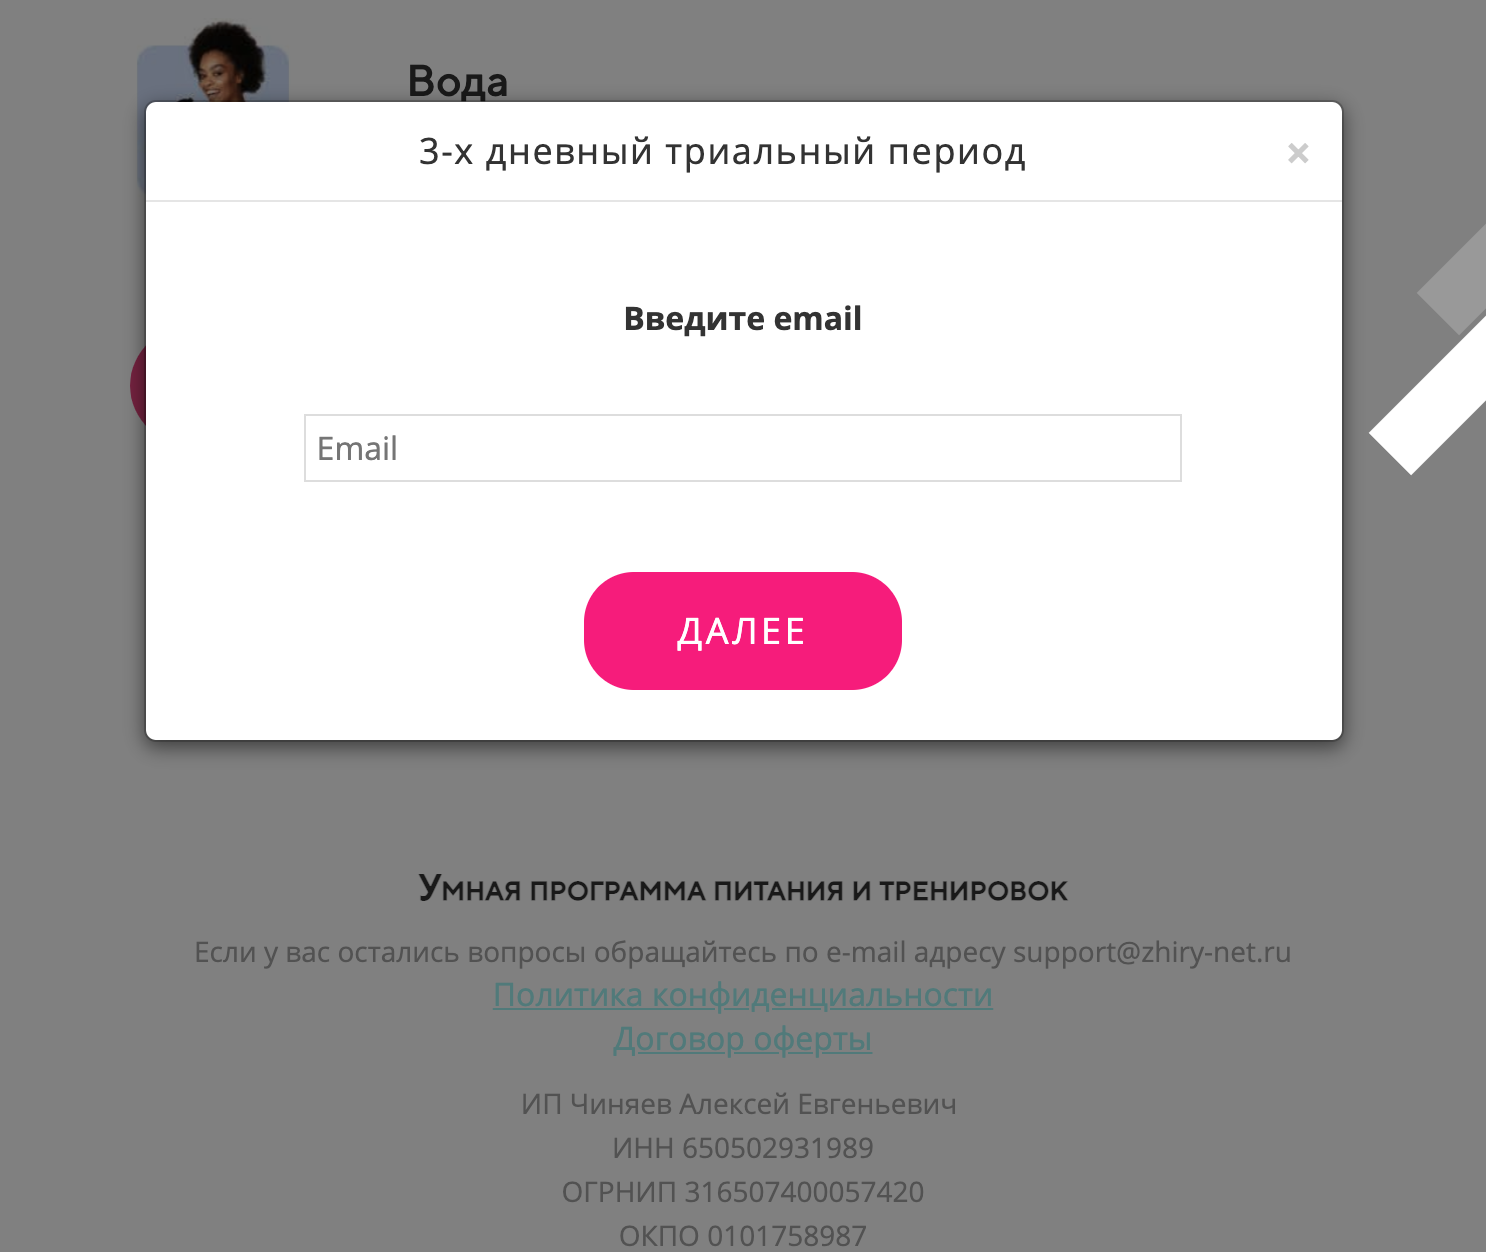 Вода
3-х дневный триальный период
×
Введите email
Email
ДАЛЕЕ
Умная программа питания и тренировок
Если у вас остались вопросы обращайтесь по e-mail адресу support@zhiry-net.ru
Политика конфиденциальности
Договор оферты
ИП Чиняев Алексей Евгеньевич
ИНН 650502931989
ОГРНИП 316507400057420
ОКПО 0101758987